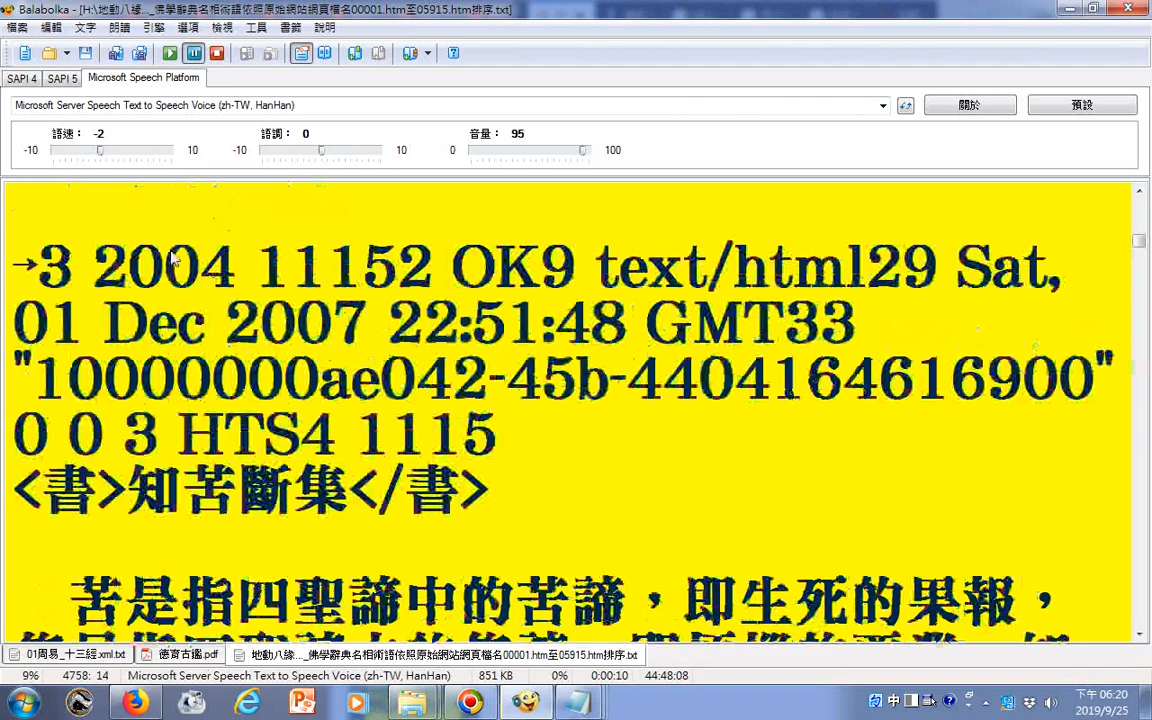 Balabolka - [H:\地動八緣..._佛學辭典名相術語依照原始網站網頁檔名00001.htm至05915.htm排序.txt]
檔案 編輯 文字 朗讀 引擎 選項 檢視 工具 書籤 說明
SAPI 4 SAPI 5 Microsoft Speech Platform
Microsoft Server Speech Text to Speech Voice (zh-TW, HanHan) 關於 預設
語速： -2 語調： 0 音量： 95
-10 10 -10 10 0 100
→3 2004 11152 OK9 text/html29 Sat,
01 Dec 2007 22:51:48 GMT33
"10000000ae042-45b-4404164616900"
0 0 3 HTS4 1115
<書>知苦斷集</書>
苦是指四聖諦中的苦諦，即生死的果報，
01周易_十三經.xml.txt 德育古鑑.pdf 地動八緣..._佛學辭典名相術語依照原始網站網頁檔名00001.htm至05915.htm排序.txt
9% 4758: 14 Microsoft Server Speech Text to Speech Voice (zh-TW, HanHan) 851 KB 0% 0:00:10 44:48:08
中 下午 06:20
2019/9/25